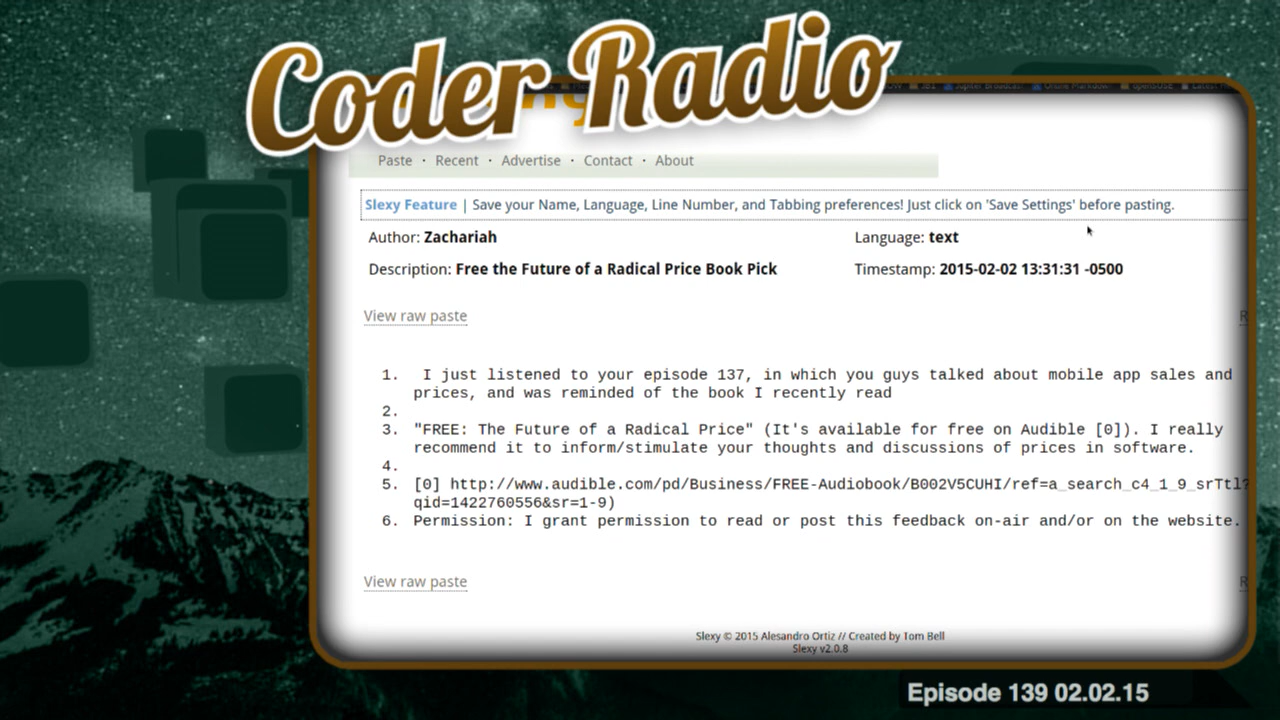 Coder Radio
Paste · Recent · Advertise · Contact · About
Slexy Feature | Save your Name, Language, Line Number, and Tabbing preferences! Just click on 'Save Settings' before pasting.
Author: Zachariah
Language: text
Description: Free the Future of a Radical Price Book Pick
Timestamp: 2015-02-02 13:31:31 -0500
View raw paste
R
1. I just listened to your episode 137, in which you guys talked about mobile app sales and
prices, and was reminded of the book I recently read
2.
3. "FREE: The Future of a Radical Price" (It's available for free on Audible [0]). I really
recommend it to inform/stimulate your thoughts and discussions of prices in software.
4.
5. [0] http://www.audible.com/pd/Business/FREE-Audiobook/B002V5CUHI/ref=a_search_c4_1_9_srTtl?
qid=1422760556&sr=1-9)
6. Permission: I grant permission to read or post this feedback on-air and/or on the website.
View raw paste
R
Slexy © 2015 Alesandro Ortiz // Created by Tom Bell
Slexy v2.0.8
Episode 139 02.02.15